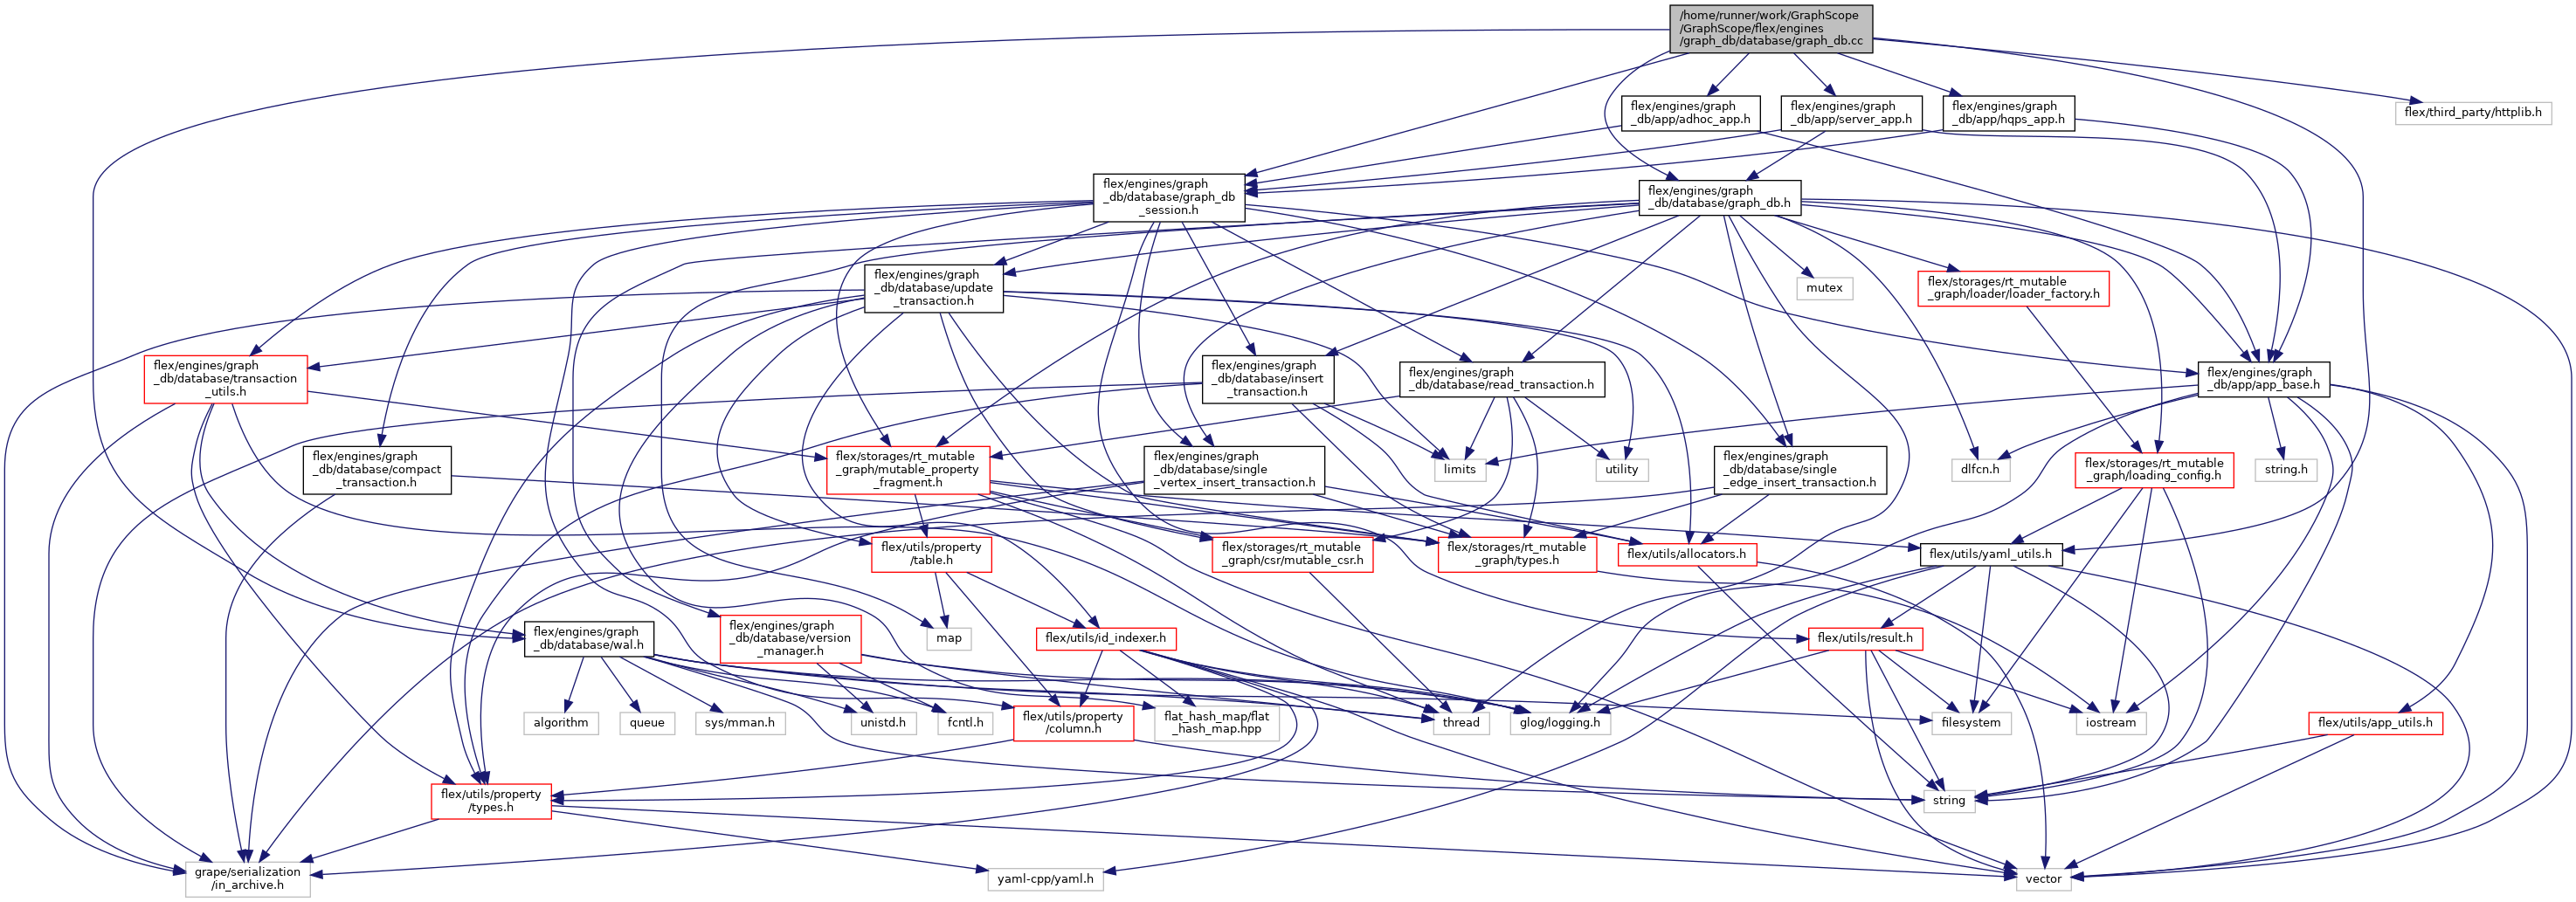 /home/runner/work/GraphScope
/GraphScope/flex/engines
/graph_db/database/graph_db.cc
flex/engines/graph
_db/app/adhoc_app.h
flex/engines/graph
_db/app/server_app.h
flex/engines/graph
_db/app/hqps_app.h
flex/third_party/httplib.h
flex/engines/graph
_db/database/graph_db
_session.h
flex/engines/graph
_db/database/graph_db.h
flex/engines/graph
_db/database/update
_transaction.h
mutex
flex/storages/rt_mutable
_graph/loader/loader_factory.h
flex/engines/graph
_db/database/transaction
_utils.h
flex/engines/graph
_db/database/insert
_transaction.h
flex/engines/graph
_db/database/read_transaction.h
flex/engines/graph
_db/app/app_base.h
flex/engines/graph
_db/database/compact
_transaction.h
flex/storages/rt_mutable
_graph/mutable_property
_fragment.h
flex/engines/graph
_db/database/single
_vertex_insert_transaction.h
limits
utility
flex/engines/graph
_db/database/single
_edge_insert_transaction.h
dlfcn.h
flex/storages/rt_mutable
_graph/loading_config.h
string.h
flex/utils/property
/table.h
flex/storages/rt_mutable
_graph/csr/mutable_csr.h
flex/storages/rt_mutable
_graph/types.h
flex/utils/allocators.h
flex/utils/yaml_utils.h
flex/engines/graph
_db/database/wal.h
flex/engines/graph
_db/database/version
_manager.h
map
flex/utils/id_indexer.h
flex/utils/result.h
algorithm
queue
sys/mman.h
unistd.h
fcntl.h
flex/utils/property
/column.h
flat_hash_map/flat
_hash_map.hpp
thread
glog/logging.h
filesystem
iostream
flex/utils/app_utils.h
flex/utils/property
/types.h
string
grape/serialization
/in_archive.h
yaml-cpp/yaml.h
vector